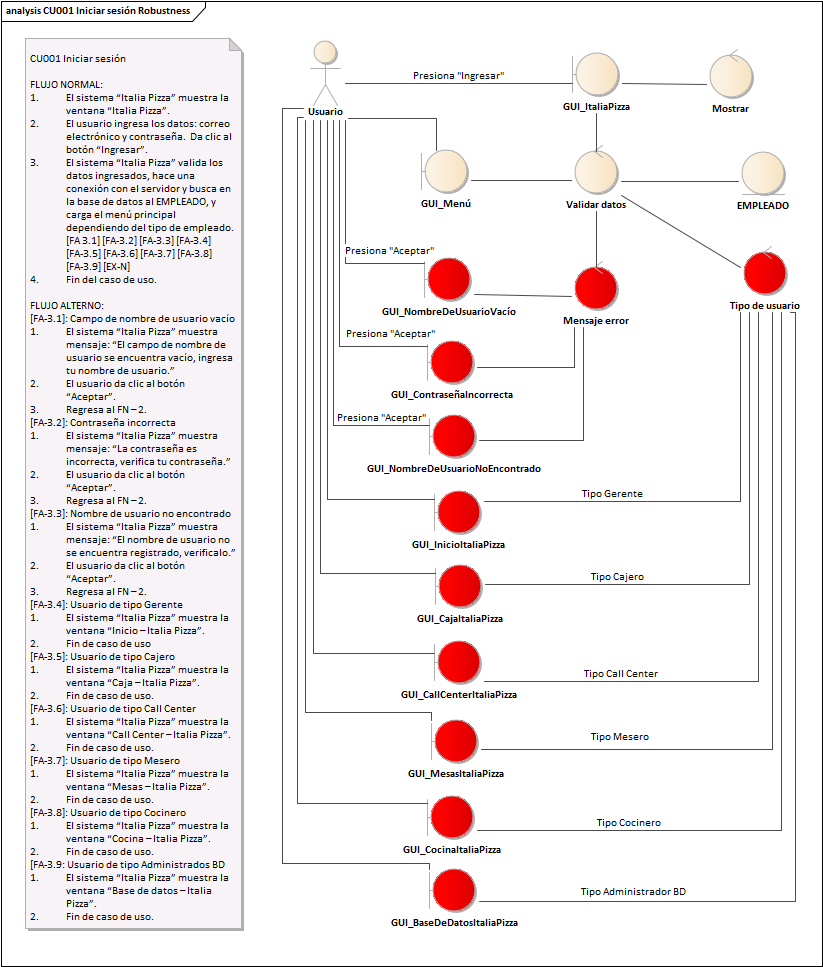 analysis CU001 Iniciar sesión Robustness
CU001 Iniciar sesión
FLUJO NORMAL:
1. El sistema “Italia Pizza” muestra la
ventana “Italia Pizza”.
2. El usuario ingresa los datos: correo
electrónico y contraseña. Da clic al
botón “Ingresar”.
3. El sistema “Italia Pizza” valida los
datos ingresados, hace una
conexión con el servidor y busca en
la base de datos al EMPLEADO, y
carga el menú principal
dependiendo del tipo de empleado.
[FA 3.1] [FA-3.2] [FA-3.3] [FA-3.4]
[FA-3.5] [FA-3.6] [FA-3.7] [FA-3.8]
[FA-3.9] [EX-N]
4. Fin del caso de uso.
FLUJO ALTERNO:
[FA-3.1]: Campo de nombre de usuario vacío
1. El sistema “Italia Pizza” muestra
mensaje: “El campo de nombre de
usuario se encuentra vacío, ingresa
tu nombre de usuario.”
2. El usuario da clic al botón
“Aceptar”.
3. Regresa al FN – 2.
[FA-3.2]: Contraseña incorrecta
1. El sistema “Italia Pizza” muestra
mensaje: “La contraseña es
incorrecta, verifica tu contraseña.”
2. El usuario da clic al botón
“Aceptar”.
3. Regresa al FN – 2.
[FA-3.3]: Nombre de usuario no encontrado
1. El sistema “Italia Pizza” muestra
mensaje: “El nombre de usuario no
se encuentra registrado, verificalo.”
2. El usuario da clic al botón
“Aceptar”.
3. Regresa al FN – 2.
[FA-3.4]: Usuario de tipo Gerente
1. El sistema “Italia Pizza” muestra la
ventana “Inicio – Italia Pizza”.
2. Fin de caso de uso
[FA-3.5]: Usuario de tipo Cajero
1. El sistema “Italia Pizza” muestra la
ventana “Caja – Italia Pizza”.
2. Fin de caso de uso.
[FA-3.6]: Usuario de tipo Call Center
1. El sistema “Italia Pizza” muestra la
ventana “Call Center – Italia Pizza”.
2. Fin de caso de uso.
[FA-3.7]: Usuario de tipo Mesero
1. El sistema “Italia Pizza” muestra la
ventana “Mesas – Italia Pizza”.
2. Fin de caso de uso.
[FA-3.8]: Usuario de tipo Cocinero
1. El sistema “Italia Pizza” muestra la
ventana “Cocina – Italia Pizza”.
2. Fin de caso de uso.
[FA-3.9: Usuario de tipo Administrados BD
1. El sistema “Italia Pizza” muestra la
ventana “Base de datos – Italia
Pizza”.
2. Fin de caso de uso.
Usuario
Presiona "Ingresar"
GUI_ItaliaPizza
Mostrar
GUI_Menú
Validar datos
EMPLEADO
Presiona "Aceptar"
GUI_NombreDeUsuarioVacío
Mensaje error
Tipo de usuario
Presiona "Aceptar"
GUI_ContraseñaIncorrecta
Presiona "Aceptar"
GUI_NombreDeUsuarioNoEncontrado
Tipo Gerente
GUI_InicioItaliaPizza
Tipo Cajero
GUI_CajaItaliaPizza
Tipo Call Center
GUI_CallCenterItaliaPizza
Tipo Mesero
GUI_MesasItaliaPizza
Tipo Cocinero
GUI_CocinaItaliaPizza
Tipo Administrador BD
GUI_BaseDeDatosItaliaPizza